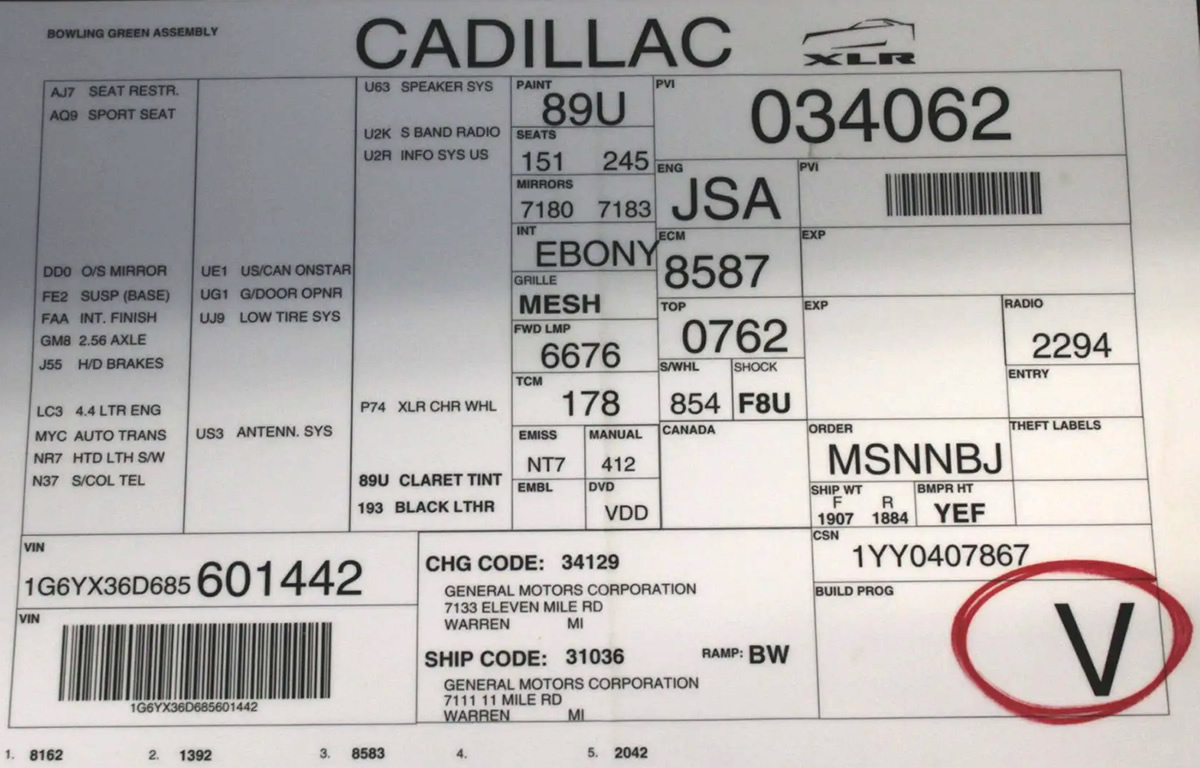 BOWLING GREEN ASSEMBLY
CADILLAC
XLR
AJ7 SEAT RESTR.
AQ9 SPORT SEAT
DD0 O/S MIRROR
FE2 SUSP (BASE)
FAA INT. FINISH
GM8 2.56 AXLE
J55 H/D BRAKES
LC3 4.4 LTR ENG
MYC AUTO TRANS
NR7 HTD LTH S/W
N37 S/COL TEL
UE1 US/CAN ONSTAR
UG1 G/DOOR OPNR
UJ9 LOW TIRE SYS
US3 ANTENN. SYS
U63 SPEAKER SYS
U2K S BAND RADIO
U2R INFO SYS US
P74 XLR CHR WHL
89U CLARET TINT
193 BLACK LTHR
PAINT
89U
SEATS
151 245
MIRRORS
7180 7183
INT
EBONY
GRILLE
MESH
FWD LMP
6676
TCM
178
EMISS
NT7
MANUAL
412
EMBL
DVD
VDD
PVI
034062
ENG
JSA
PVI
ECM
8587
EXP
TOP
0762
EXP
RADIO
2294
S/WHL
854
SHOCK
F8U
ENTRY
CANADA
ORDER
MSNNBJ
THEFT LABELS
SHIP WT
F R
1907 1884
BMPR HT
YEF
CSN
1YY0407867
BUILD PROG
V
VIN
1G6YX36D685601442
VIN
1G6YX36D685601442
CHG CODE: 34129
GENERAL MOTORS CORPORATION
7133 ELEVEN MILE RD
WARREN MI
SHIP CODE: 31036
RAMP: BW
GENERAL MOTORS CORPORATION
7111 11 MILE RD
WARREN MI
1. 8162 2. 1392 3. 8583 4. 5. 2042